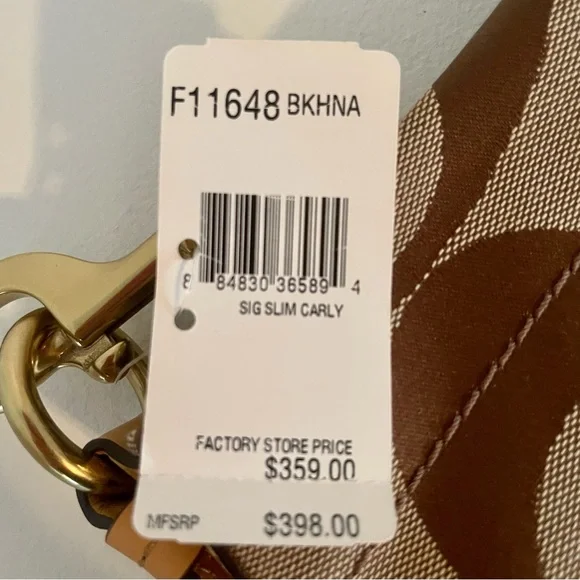 F11648 BKHNA
8 84830 36589 4
SIG SLIM CARLY
FACTORY STORE PRICE
$359.00
MFSRP $398.00